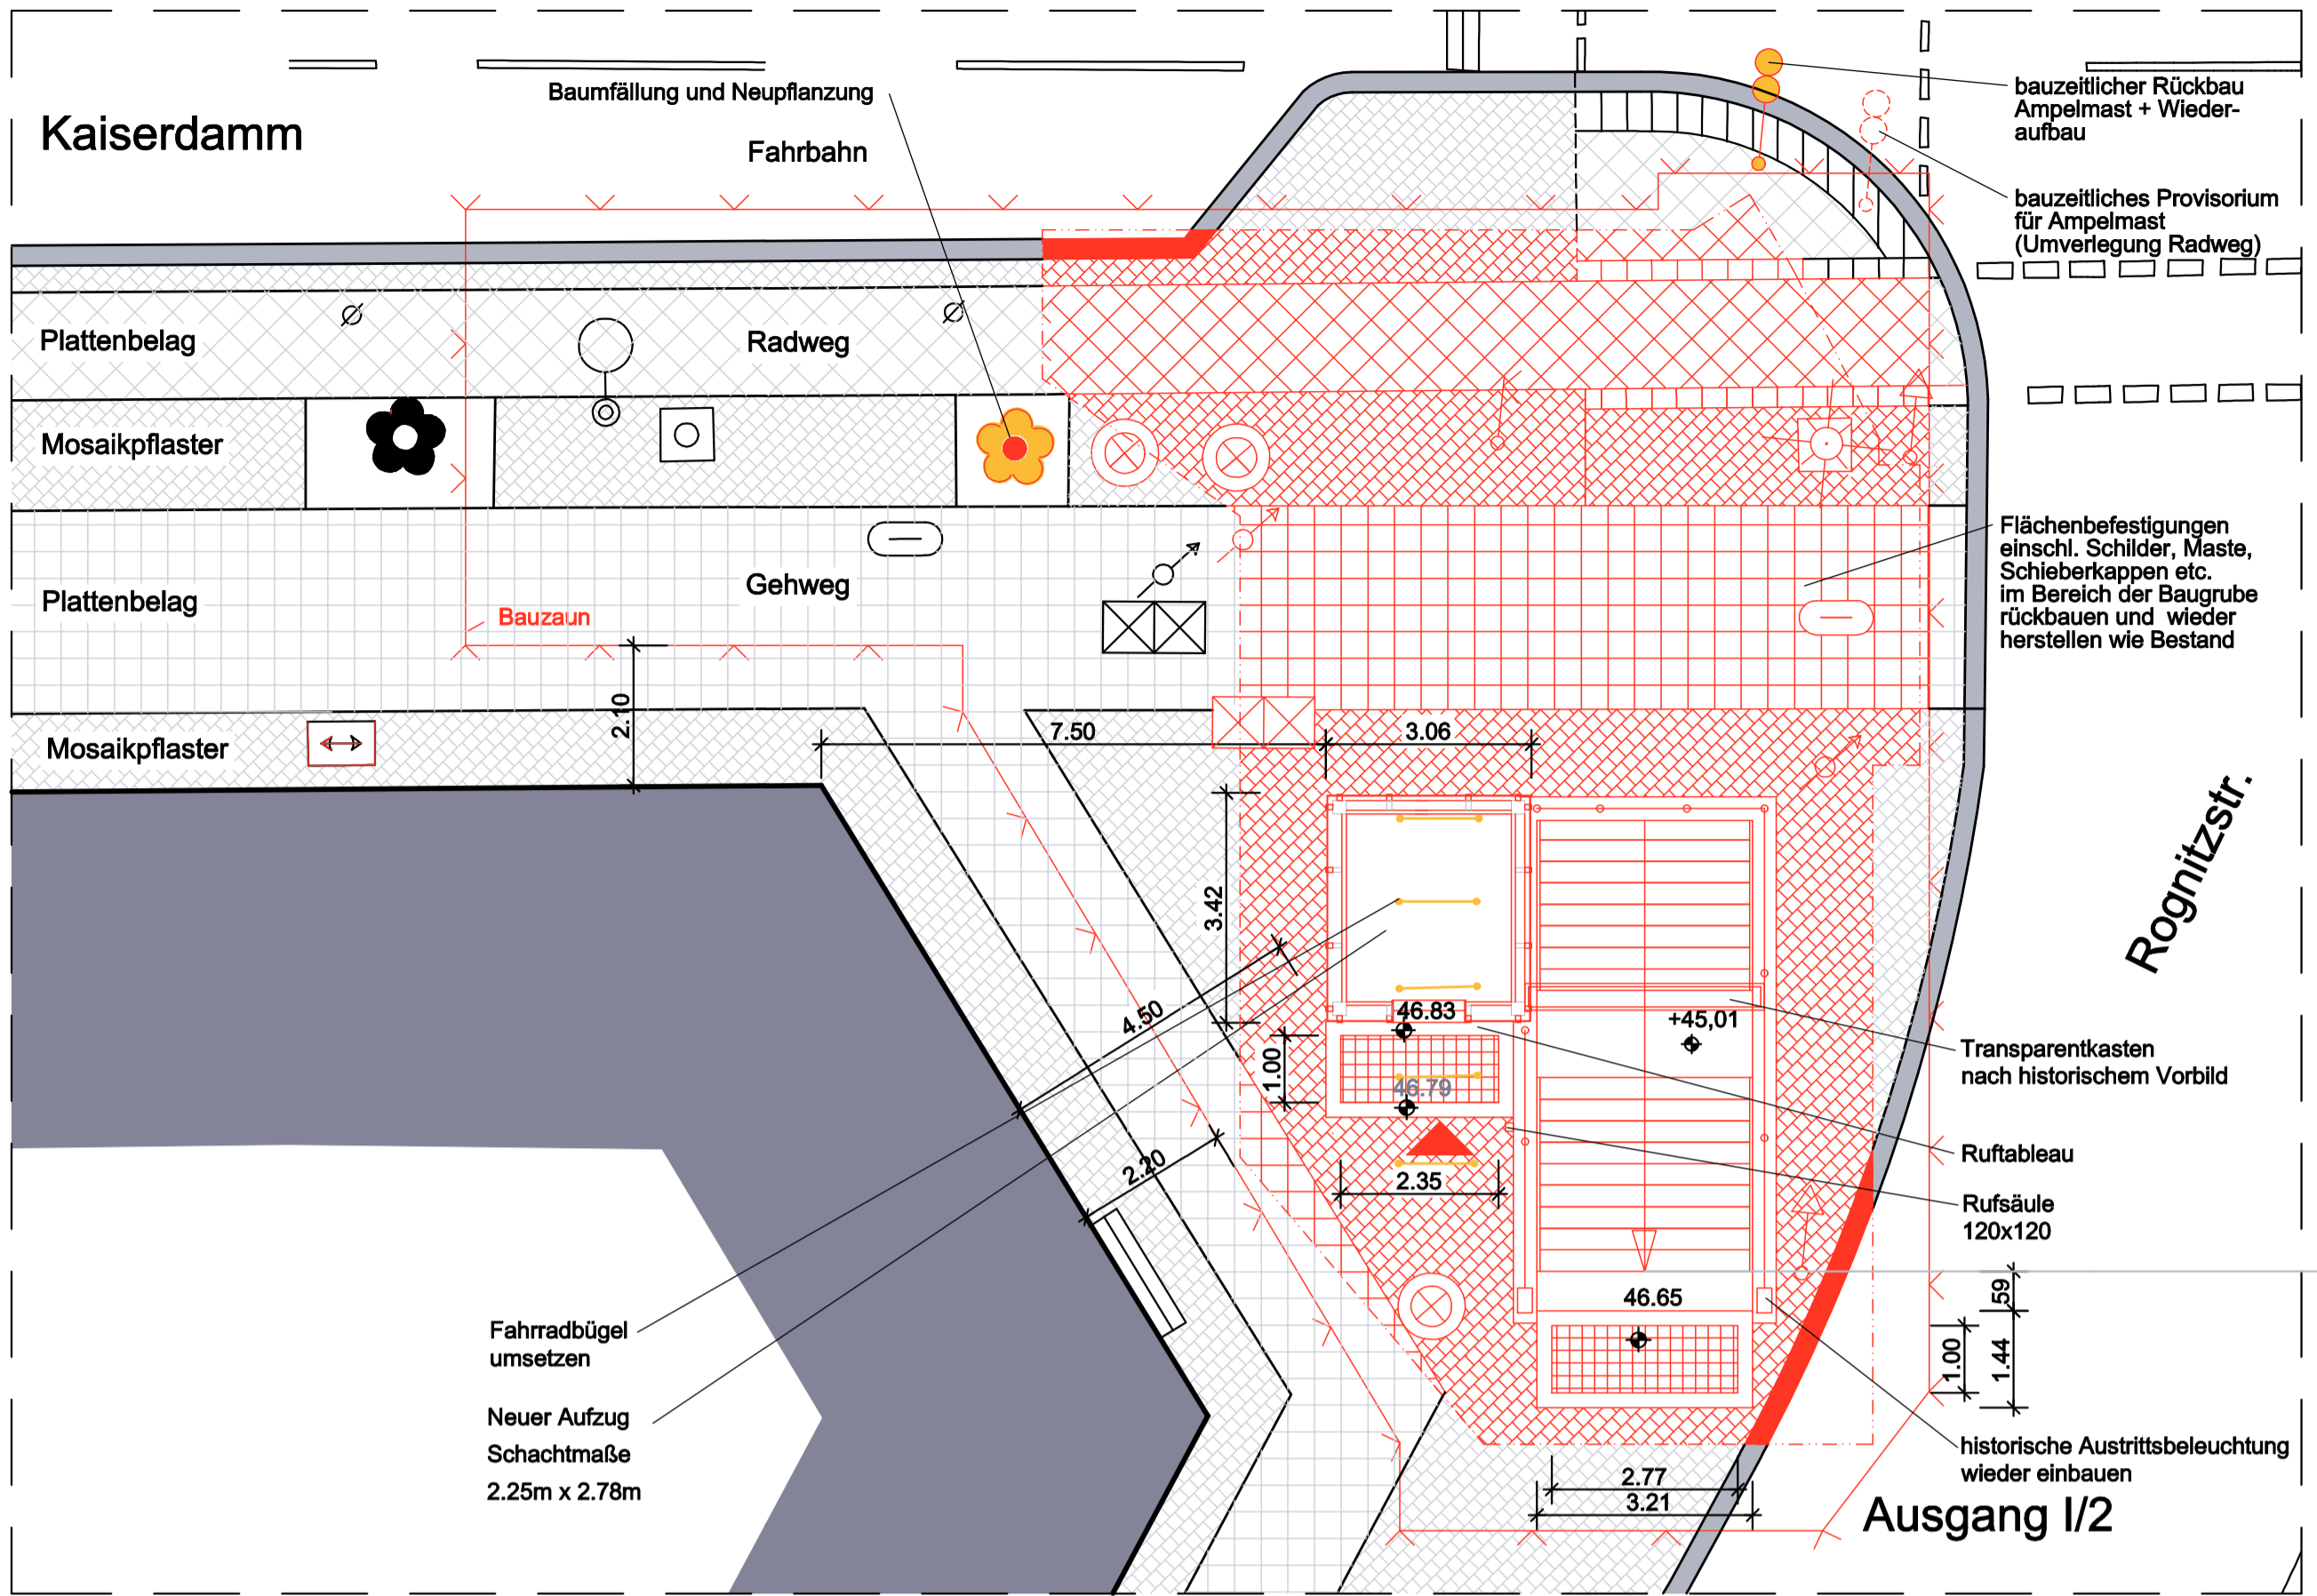 Kaiserdamm
Baumfällung und Neupflanzung
Fahrbahn
bauzeitlicher Rückbau
Ampelmast + Wieder-
aufbau
bauzeitliches Provisorium
für Ampelmast
(Umverlegung Radweg)
Plattenbelag
Radweg
Mosaikpflaster
Plattenbelag
Gehweg
Bauzaun
Flächenbefestigungen
einschl. Schilder, Maste,
Schieberkappen etc.
im Bereich der Baugrube
rückbauen und wieder
herstellen wie Bestand
Mosaikpflaster
2.10
7.50
3.06
3.42
Rognitzstr.
4.50
46.83
+45,01
1.00
46.79
Transparentkasten
nach historischem Vorbild
2.20
2.35
Ruftableau
Rufsäule
120x120
46.65
59
1.00
1.44
Fahrradbügel
umsetzen
Neuer Aufzug
Schachtmaße
2.25m x 2.78m
historische Austrittsbeleuchtung
wieder einbauen
2.77
3.21
Ausgang I/2